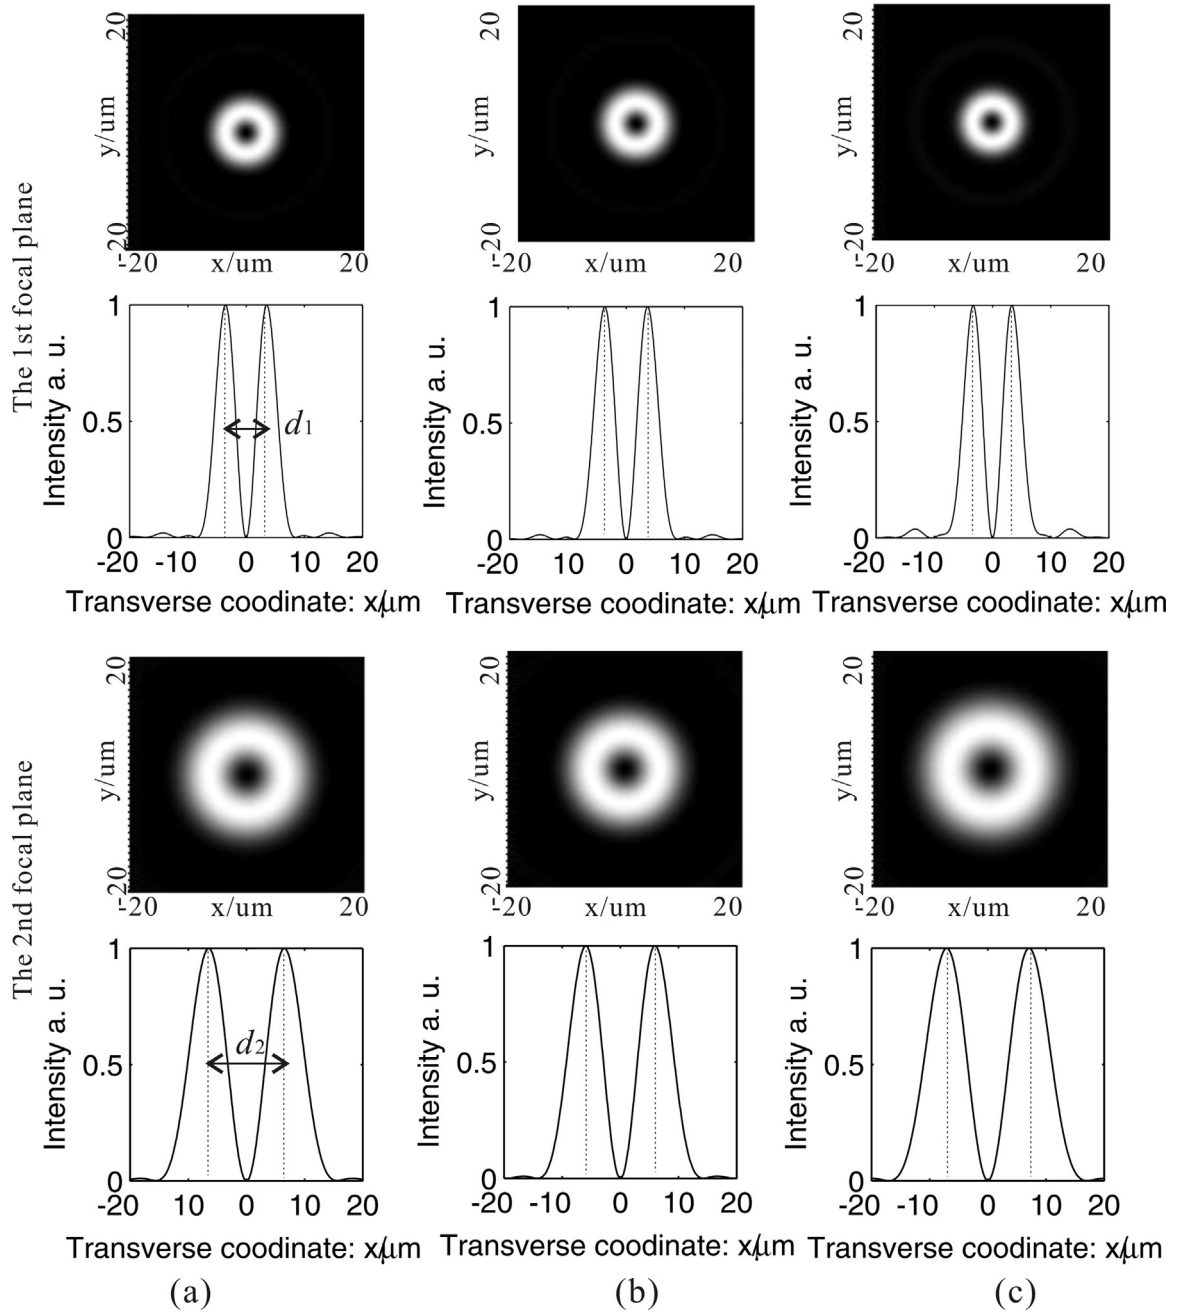 The 1st focal plane
20
y/um
-20
-20 x/um 20
20
y/um
-20
-20 x/um 20
20
y/um
-20
-20 x/um 20
Intensity a. u.
1
0.5
0
d1
-20 -10 0 10 20
Transverse coodinate: x/μm
Intensity a. u.
1
0.5
0
-20 -10 0 10 20
Transverse coodinate: x/μm
Intensity a. u.
1
0.5
0
-20 -10 0 10 20
Transverse coodinate: x/μm
The 2nd focal plane
20
y/um
-20
-20 x/um 20
20
y/um
-20
-20 x/um 20
20
y/um
-20
-20 x/um 20
Intensity a. u.
1
0.5
0
d2
-20 -10 0 10 20
Transverse coodinate: x/μm
Intensity a. u.
1
0.5
0
-20 -10 0 10 20
Transverse coodinate: x/μm
Intensity a. u.
1
0.5
0
-20 -10 0 10 20
Transverse coodinate: x/μm
(a) (b) (c)